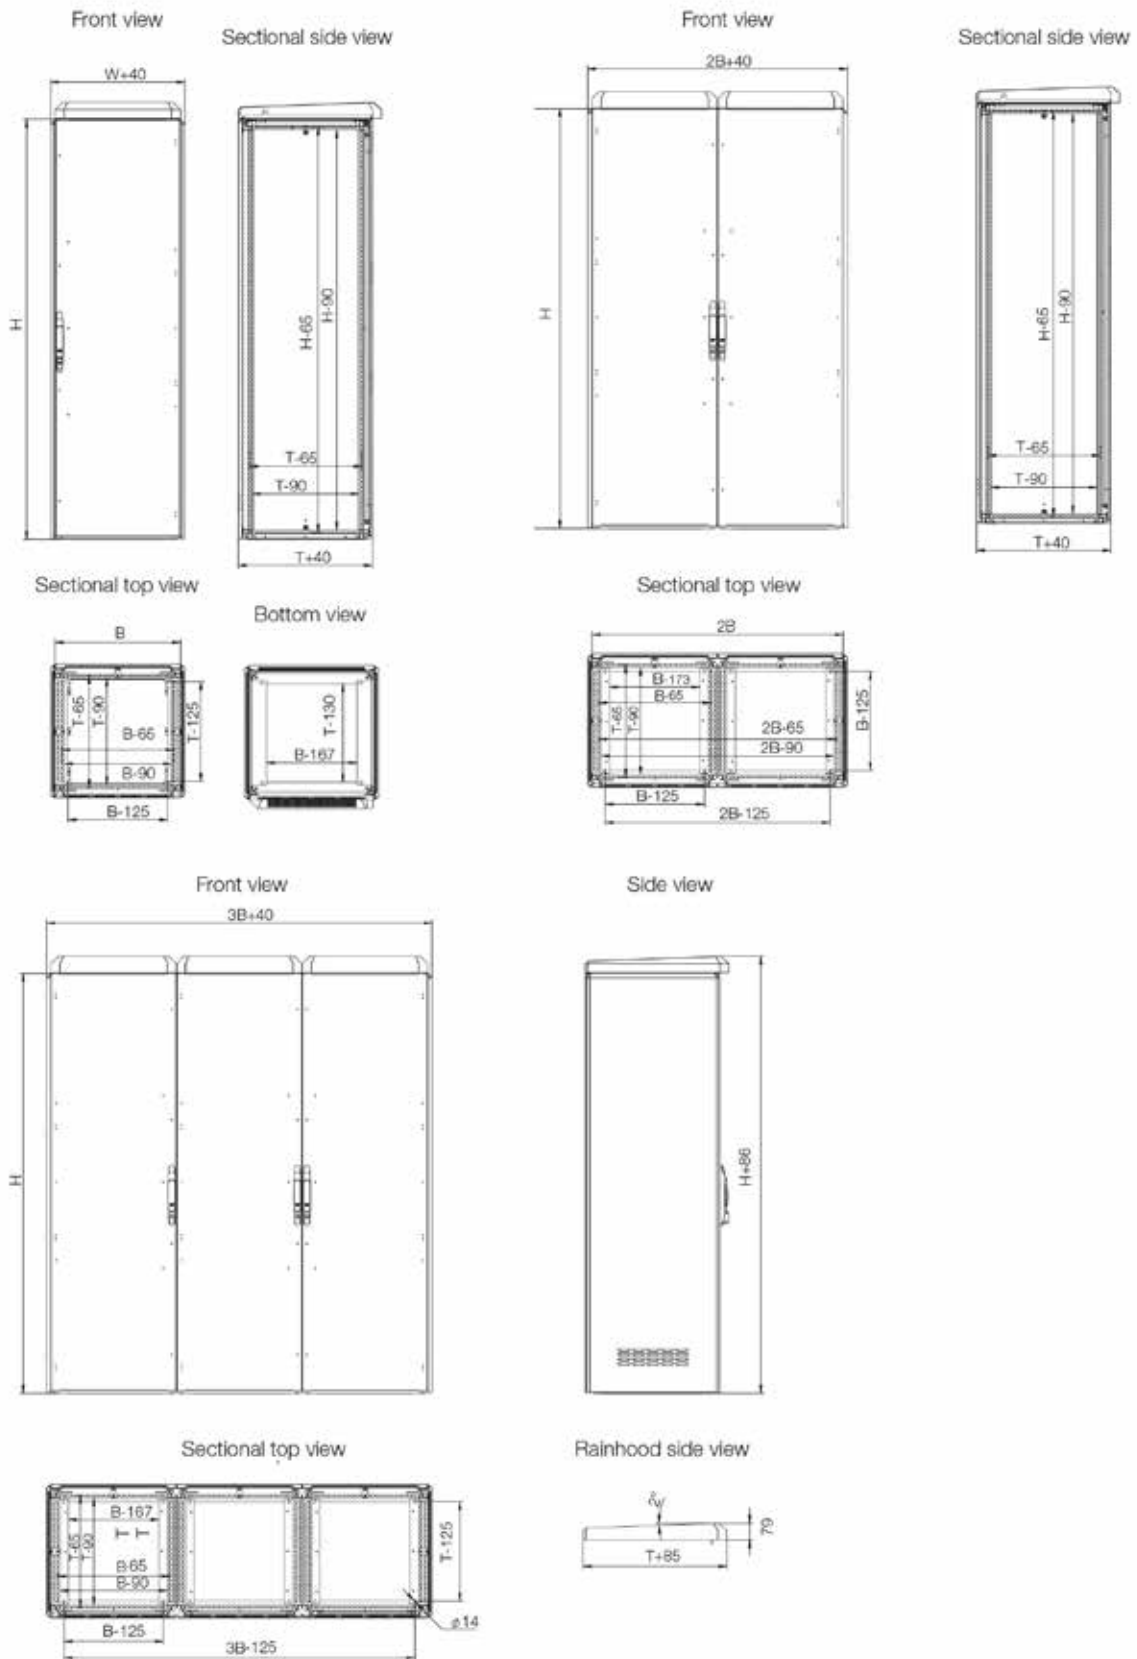 Front view
Sectional side view
W+40
H
H-65
H-90
T-65
T-90
T+40
Front view
Sectional side view
2B+40
H
H-65
H-90
T-65
T-90
T+40
Sectional top view
B
T-65
T-90
B-65
B-90
T-125
B-125
Bottom view
T-130
B-167
Sectional top view
2B
B-173
B-65
T-65
T-90
2B-65
2B-90
B-125
B-125
2B-125
Front view
3B+40
H
Side view
H+86
Sectional top view
B-167
T T
T-65
T-90
B-65
B-90
T-125
B-125
3B-125
ø14
Rainhood side view
79
T+85